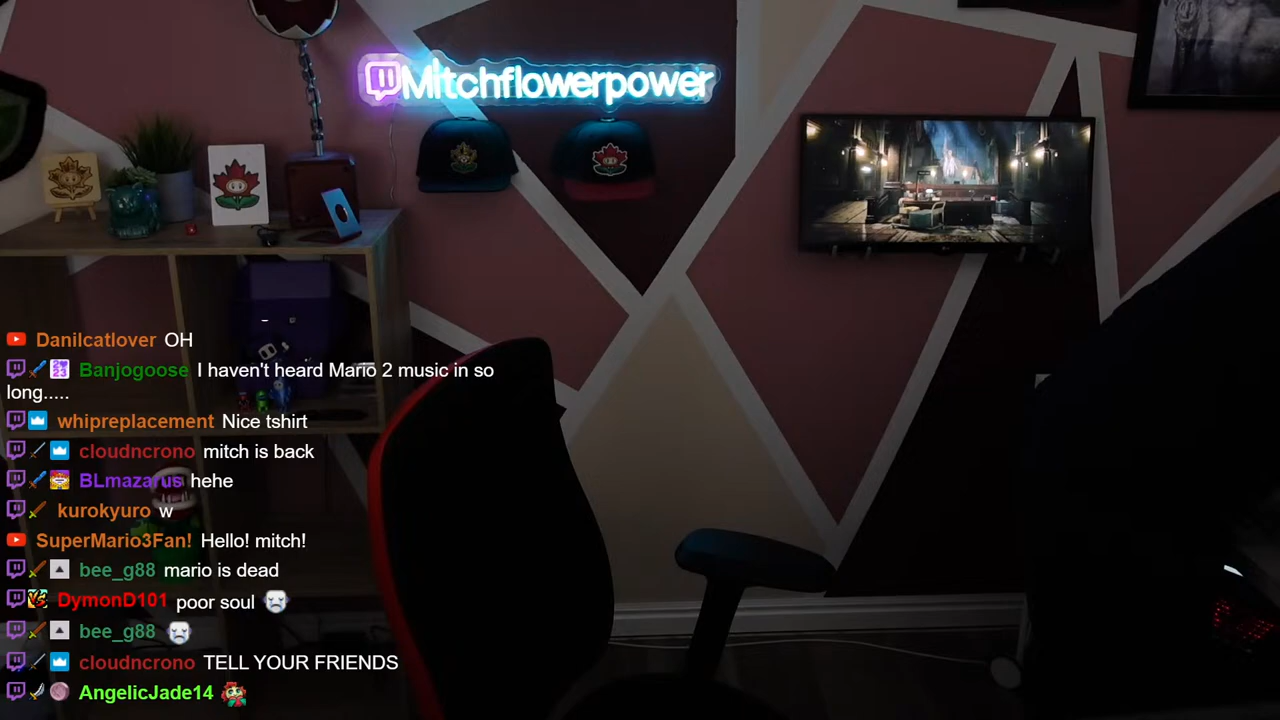 Mitchflowerpower
Danilcatlover OH
Banjogoose I haven't heard Mario 2 music in so
long.....
whipreplacement Nice tshirt
cloudncrono mitch is back
BLmazarus hehe
kurokyuro w
SuperMario3Fan! Hello! mitch!
bee_g88 mario is dead
DymonD101 poor soul
bee_g88
cloudncrono TELL YOUR FRIENDS
AngelicJade14